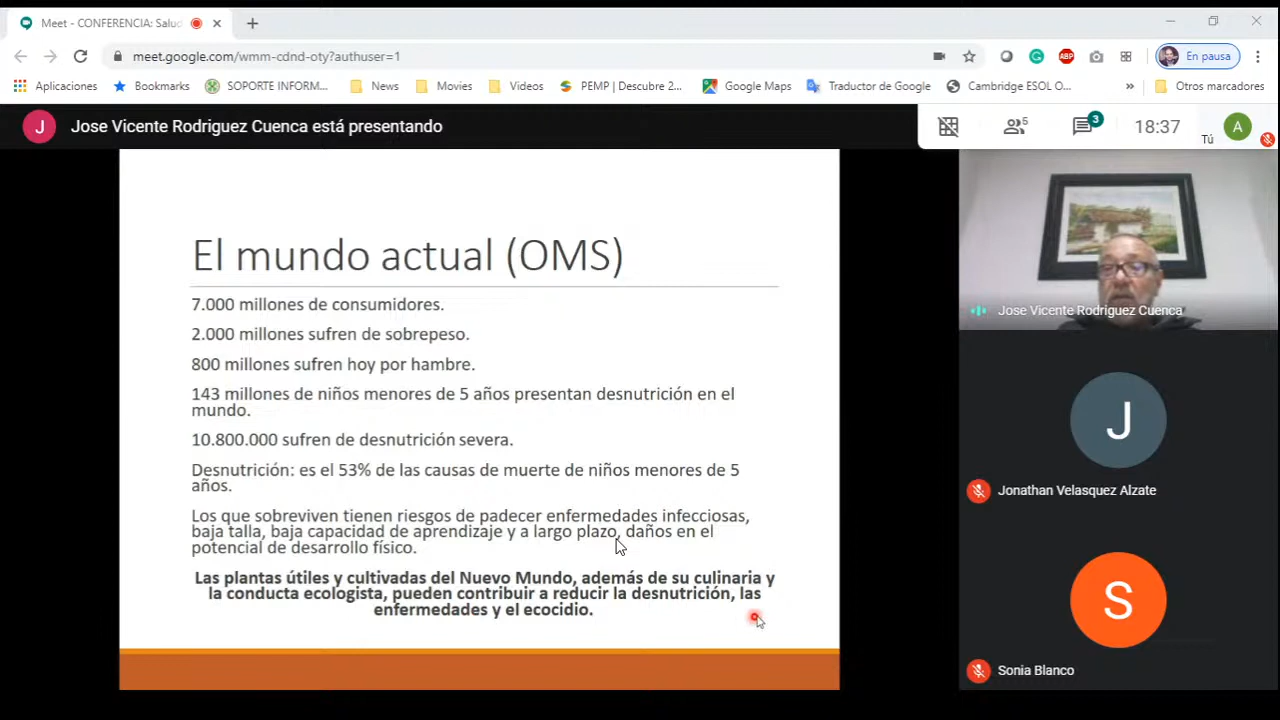 Meet - CONFERENCIA: Salud
meet.google.com/wmm-cdnd-oty?authuser=1
En pausa
Aplicaciones
Bookmarks
SOPORTE INFORM...
News
Movies
Videos
PEMP | Descubre 2...
Google Maps
Traductor de Google
Cambridge ESOL O...
»
Otros marcadores
J
Jose Vicente Rodriguez Cuenca está presentando
5
3
18:37
Tú
A
El mundo actual (OMS)
7.000 millones de consumidores.
2.000 millones sufren de sobrepeso.
800 millones sufren hoy por hambre.
143 millones de niños menores de 5 años presentan desnutrición en el
mundo.
10.800.000 sufren de desnutrición severa.
Desnutrición: es el 53% de las causas de muerte de niños menores de 5
años.
Los que sobreviven tienen riesgos de padecer enfermedades infecciosas,
baja talla, baja capacidad de aprendizaje y a largo plazo, daños en el
potencial de desarrollo físico.
Las plantas útiles y cultivadas del Nuevo Mundo, además de su culinaria y
la conducta ecologista, pueden contribuir a reducir la desnutrición, las
enfermedades y el ecocidio.
Jose Vicente Rodriguez Cuenca
J
Jonathan Velasquez Alzate
S
Sonia Blanco
ABP